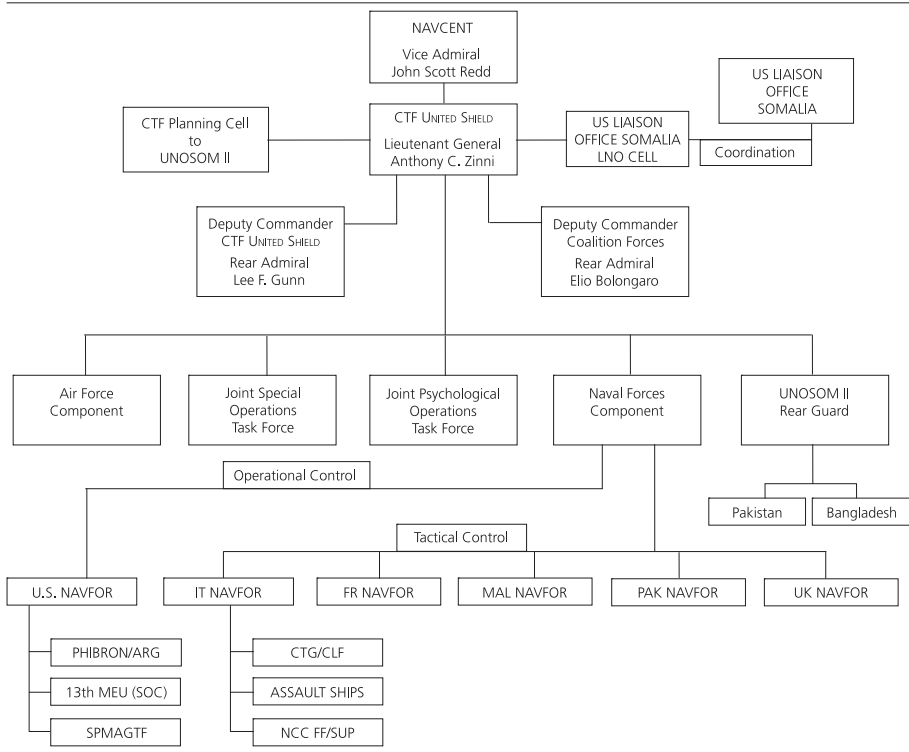 NAVCENT
Vice Admiral
John Scott Redd
US LIAISON
OFFICE
SOMALIA
CTF Planning Cell
to
UNOSOM II
CTF UNITED SHIELD
Lieutenant General
Anthony C. Zinni
US LIAISON
OFFICE SOMALIA
LNO CELL
Coordination
Deputy Commander
CTF UNITED SHIELD
Rear Admiral
Lee F. Gunn
Deputy Commander
Coalition Forces
Rear Admiral
Elio Bolongaro
Air Force
Component
Joint Special
Operations
Task Force
Joint Psychological
Operations
Task Force
Naval Forces
Component
UNOSOM II
Rear Guard
Operational Control
Pakistan
Bangladesh
Tactical Control
U.S. NAVFOR
IT NAVFOR
FR NAVFOR
MAL NAVFOR
PAK NAVFOR
UK NAVFOR
PHIBRON/ARG
13th MEU (SOC)
SPMAGTF
CTG/CLF
ASSAULT SHIPS
NCC FF/SUP